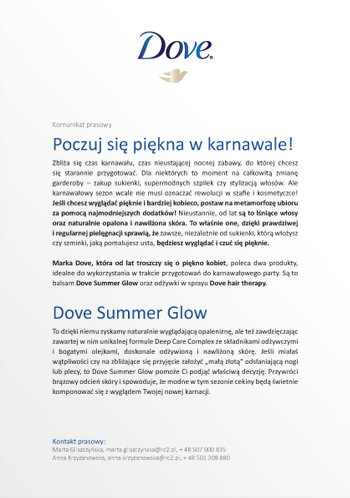 Dove
Komunikat prasowy
Poczuj się piękna w karnawale!
Zbliża się czas karnawału, czas nieustającej nocnej zabawy, do której chcesz
się starannie przygotować. Dla niektórych to moment na całkowitą zmianę
garderoby – zakup sukienki, supermodnych szpilek czy stylizacją włosów. Ale
karnawałowy sezon wcale nie musi oznaczać rewolucji w szafie i kosmetyczce!
Jeśli chcesz wyglądać pięknie i bardziej kobieco, postaw na metamorfozę ubioru
za pomocą najmodniejszych dodatków! Nieustannie, od lat są to lśniące włosy
oraz naturalnie opalona i nawilżona skóra. To właśnie one, dzięki prawdziwej
i regularnej pielęgnacji sprawią, że zawsze, niezależnie od sukienki, którą włożysz
czy szminki, jaką pomalujesz usta, będziesz wyglądać i czuć się pięknie.
Marka Dove, która od lat troszczy się o piękno kobiet, poleca dwa produkty,
idealne do wykorzystania w trakcie przygotowań do karnawałowego party. Są to
balsam Dove Summer Glow oraz odżywki w sprayu Dove hair therapy.
Dove Summer Glow
To dzięki niemu zyskamy naturalnie wyglądającą opaleniznę, ale też zawdzięczając
zawartej w nim unikalnej formule Deep Care Complex ze składnikami odżywczymi
i bogatymi olejkami, doskonale odżywioną i nawilżoną skórę. Jeśli miałaś
wątpliwości czy na zbliżające się przyjęcie założyć „małą złotą” odsłaniającą nogi
lub plecy, to Dove Summer Glow pomoże Ci podjąć właściwą decyzję. Przywróci
brązowy odcień skóry i spowoduje, że modne w tym sezonie cekiny będą świetnie
komponować się z wyglądem Twojej nowej karnacji.
Kontakt prasowy:
Marta Gliszczyńska, marta.gliszczynska@rc2.pl, + 48 507 000 835
Anna Krzyżanowska, anna.krzyzanowska@rc2.pl, + 48 501 308 880